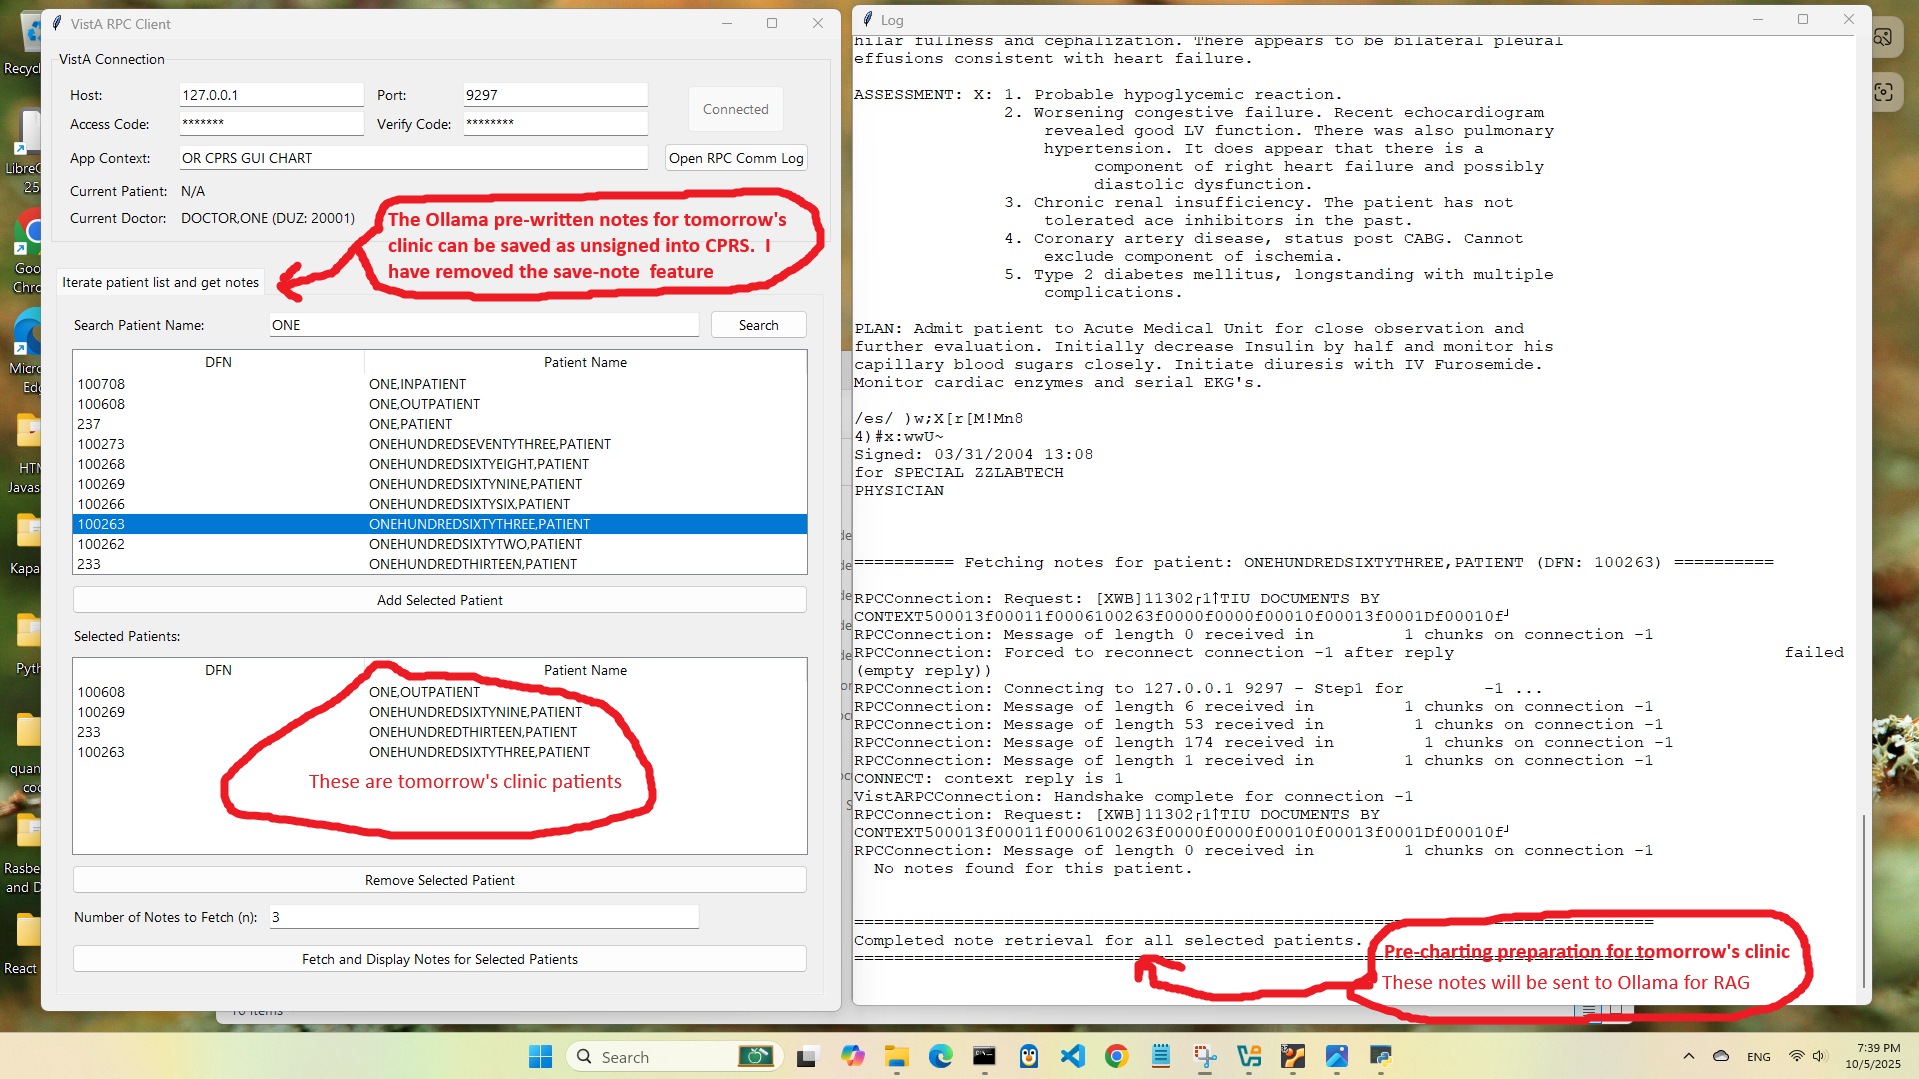 VistA RPC Client
VistA Connection
Host:
127.0.0.1
Port:
9297
Connected
Access Code:
*******
Verify Code:
********
App Context:
OR CPRS GUI CHART
Open RPC Comm Log
Current Patient:
N/A
Current Doctor:
DOCTOR,ONE (DUZ: 20001)
The Ollama pre-written notes for tomorrow's
clinic can be saved as unsigned into CPRS. I
have removed the save-note feature
Iterate patient list and get notes
Search Patient Name:
ONE
Search
DFN Patient Name
100708 ONE,INPATIENT
100608 ONE,OUTPATIENT
237 ONE,PATIENT
100273 ONEHUNDREDSEVENTYTHREE,PATIENT
100268 ONEHUNDREDSIXTYEIGHT,PATIENT
100269 ONEHUNDREDSIXTYNINE,PATIENT
100266 ONEHUNDREDSIXTYSIX,PATIENT
100263 ONEHUNDREDSIXTYTHREE,PATIENT
100262 ONEHUNDREDSIXTYTWO,PATIENT
233 ONEHUNDREDTHIRTEEN,PATIENT
Add Selected Patient
Selected Patients:
DFN Patient Name
100608 ONE,OUTPATIENT
100269 ONEHUNDREDSIXTYNINE,PATIENT
233 ONEHUNDREDTHIRTEEN,PATIENT
100263 ONEHUNDREDSIXTYTHREE,PATIENT
These are tomorrow's clinic patients
Remove Selected Patient
Number of Notes to Fetch (n):
3
Fetch and Display Notes for Selected Patients
Log
hilar fullness and cephalization. There appears to be bilateral pleural
effusions consistent with heart failure.
ASSESSMENT: X: 1. Probable hypoglycemic reaction.
2. Worsening congestive failure. Recent echocardiogram
revealed good LV function. There was also pulmonary
hypertension. It does appear that there is a
component of right heart failure and possibly
diastolic dysfunction.
3. Chronic renal insufficiency. The patient has not
tolerated ace inhibitors in the past.
4. Coronary artery disease, status post CABG. Cannot
exclude component of ischemia.
5. Type 2 diabetes mellitus, longstanding with multiple
complications.
PLAN: Admit patient to Acute Medical Unit for close observation and
further evaluation. Initially decrease Insulin by half and monitor his
capillary blood sugars closely. Initiate diuresis with IV Furosemide.
Monitor cardiac enzymes and serial EKG's.
/es/ )w;X[r[M!Mn8
4)#x:wwU~
Signed: 03/31/2004 13:08
for SPECIAL ZZLABTECH
PHYSICIAN
========== Fetching notes for patient: ONEHUNDREDSIXTYTHREE,PATIENT (DFN: 100263) ==========
RPCConnection: Request: [XWB]11302┌1↑TIU DOCUMENTS BY
CONTEXT500013f00011f0006100263f0000f0000f00010f00013f0001Df00010f┘
RPCConnection: Message of length 0 received in 1 chunks on connection -1
RPCConnection: Forced to reconnect connection -1 after reply failed
(empty reply))
RPCConnection: Connecting to 127.0.0.1 9297 - Step1 for -1 ...
RPCConnection: Message of length 6 received in 1 chunks on connection -1
RPCConnection: Message of length 53 received in 1 chunks on connection -1
RPCConnection: Message of length 174 received in 1 chunks on connection -1
RPCConnection: Message of length 1 received in 1 chunks on connection -1
CONNECT: context reply is 1
VistARPCConnection: Handshake complete for connection -1
RPCConnection: Request: [XWB]11302┌1↑TIU DOCUMENTS BY
CONTEXT500013f00011f0006100263f0000f0000f00010f00013f0001Df00010f┘
RPCConnection: Message of length 0 received in 1 chunks on connection -1
No notes found for this patient.
================================================================================
Completed note retrieval for all selected patients.
================================================================================
Pre-charting preparation for tomorrow's clinic
These notes will be sent to Ollama for RAG
Search
ENG
7:39 PM
10/5/2025